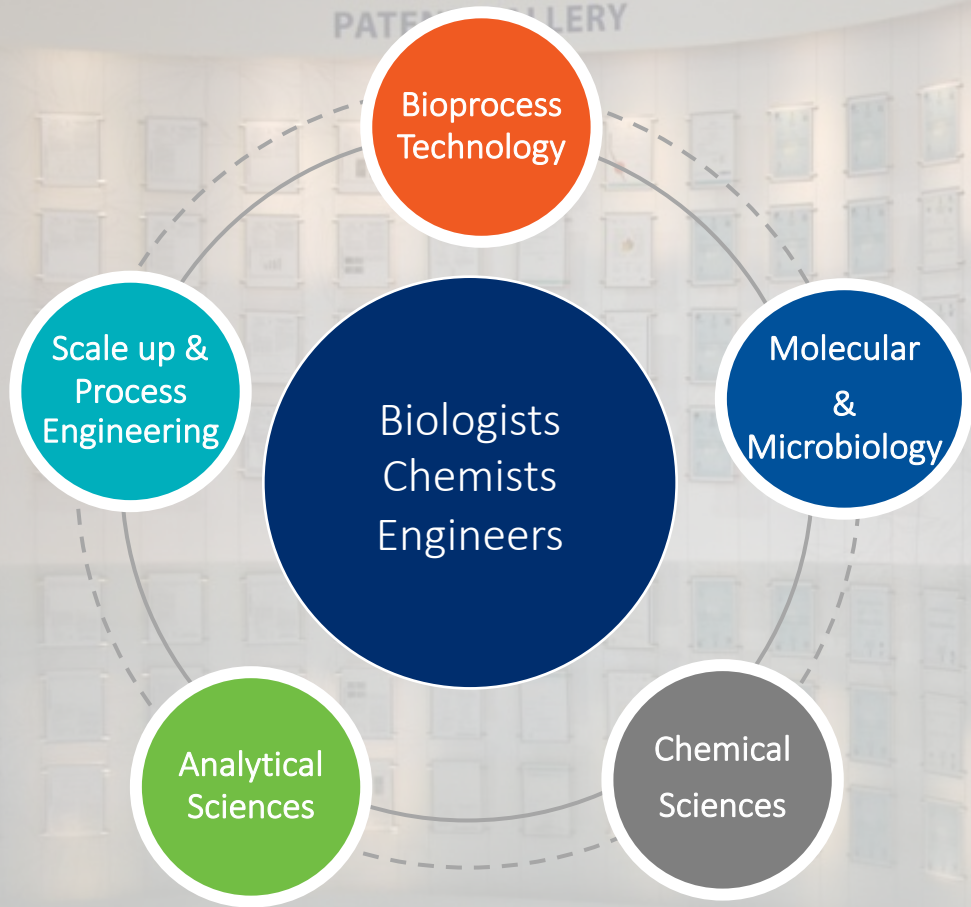 Bioprocess
Technology
Scale up &
Process
Engineering
Molecular
&
Microbiology
Biologists
Chemists
Engineers
Analytical
Sciences
Chemical
Sciences